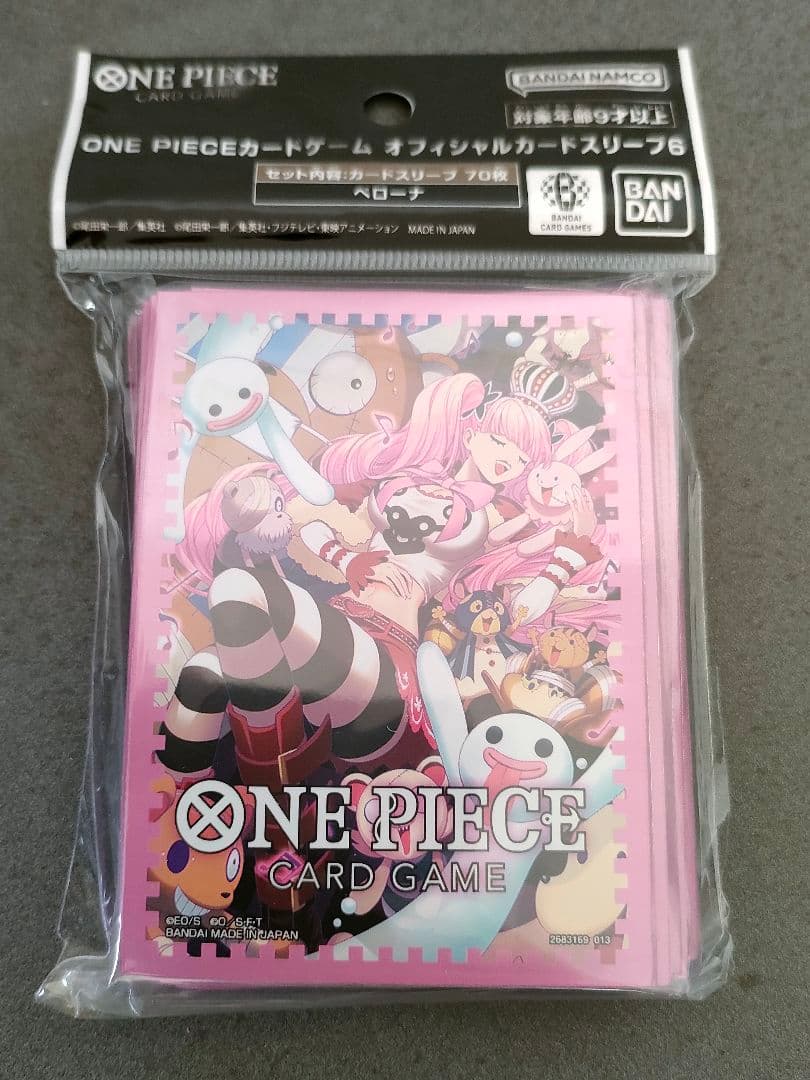 ONE PIECE
CARD GAME
BANDAI NAMCO
対象年齢9才以上
ONE PIECEカードゲーム オフィシャルカードスリーブ6
セット内容:カードスリーブ 70枚
ペローナ
BANDAI
CARD GAMES
BAN
DAI
©尾田栄一郎/集英社 ©尾田栄一郎/集英社・フジテレビ・東映アニメーション MADE IN JAPAN
ONE PIECE
CARD GAME
©EO/S ©O./S・F・T
BANDAI MADE IN JAPAN
2683169 013